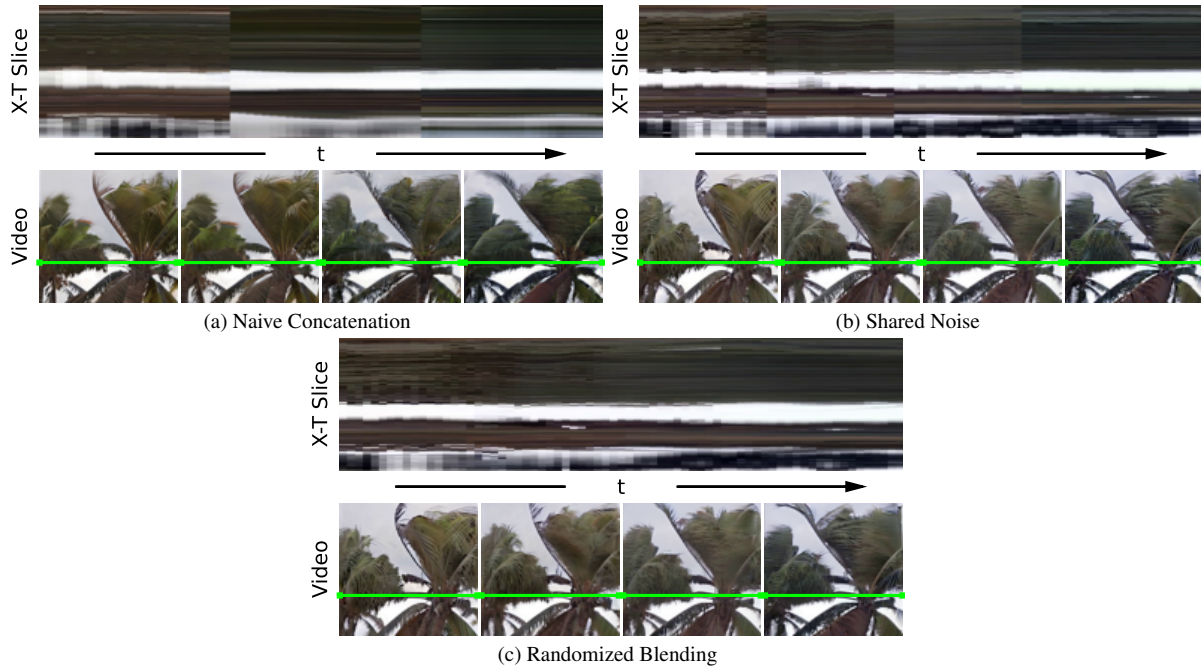 X-T Slice
t
Video
(a) Naive Concatenation
X-T Slice
t
Video
(b) Shared Noise
X-T Slice
t
Video
(c) Randomized Blending